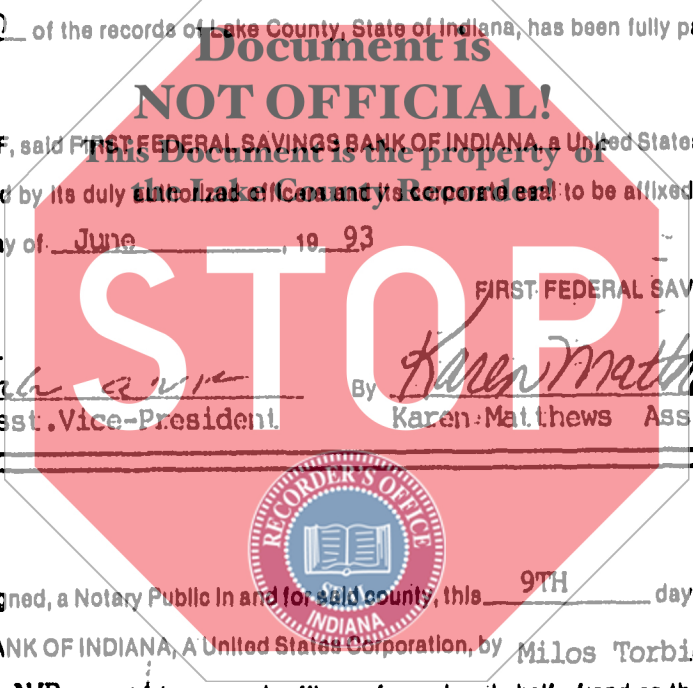 of the records of Lake County, State of Indiana, has been fully
Document is
NOT OFFICIAL!
F, said FIRST FEDERAL SAVINGS BANK OF INDIANA, a United States
This Document is the property of
by its duly authorized officers and its corporate seal to be affixed
the Lake County Recorder!
of June , 19 93
STOP
FIRST FEDERAL SAV
By Karen Matth
sst. Vice-President Karen Matthews Ass
RECORDER'S OFFICE
SEAL
INDIANA
gned, a Notary Public in and for said county, this 9TH day
ANK OF INDIANA, A United States Corporation, by Milos Torbi